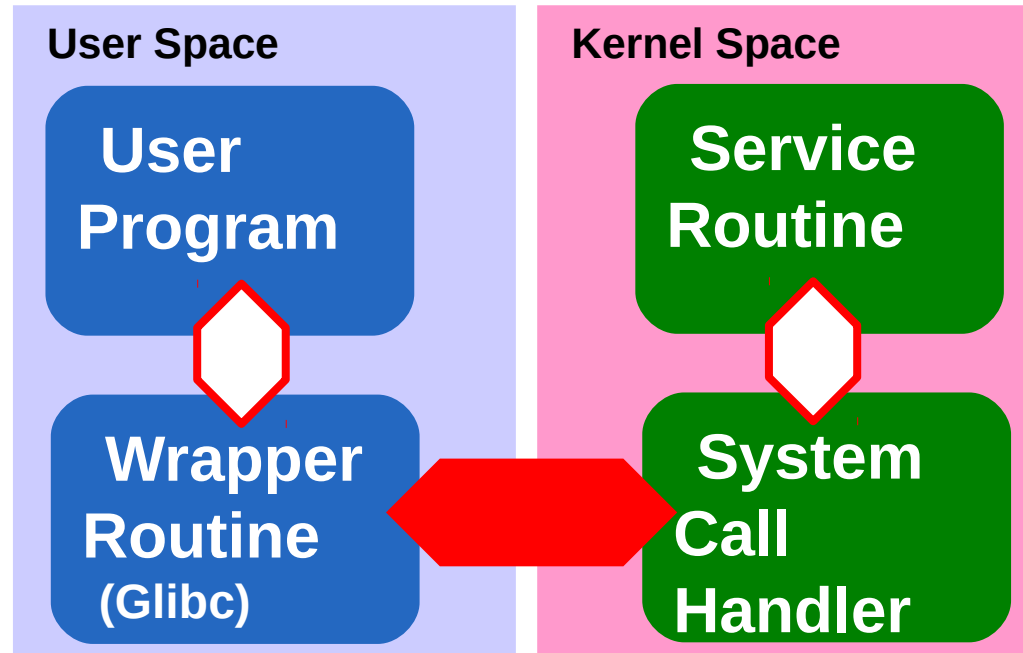 User Space
User
Program
Wrapper
Routine
(Glibc)
Kernel Space
Service
Routine
System
Call
Handler